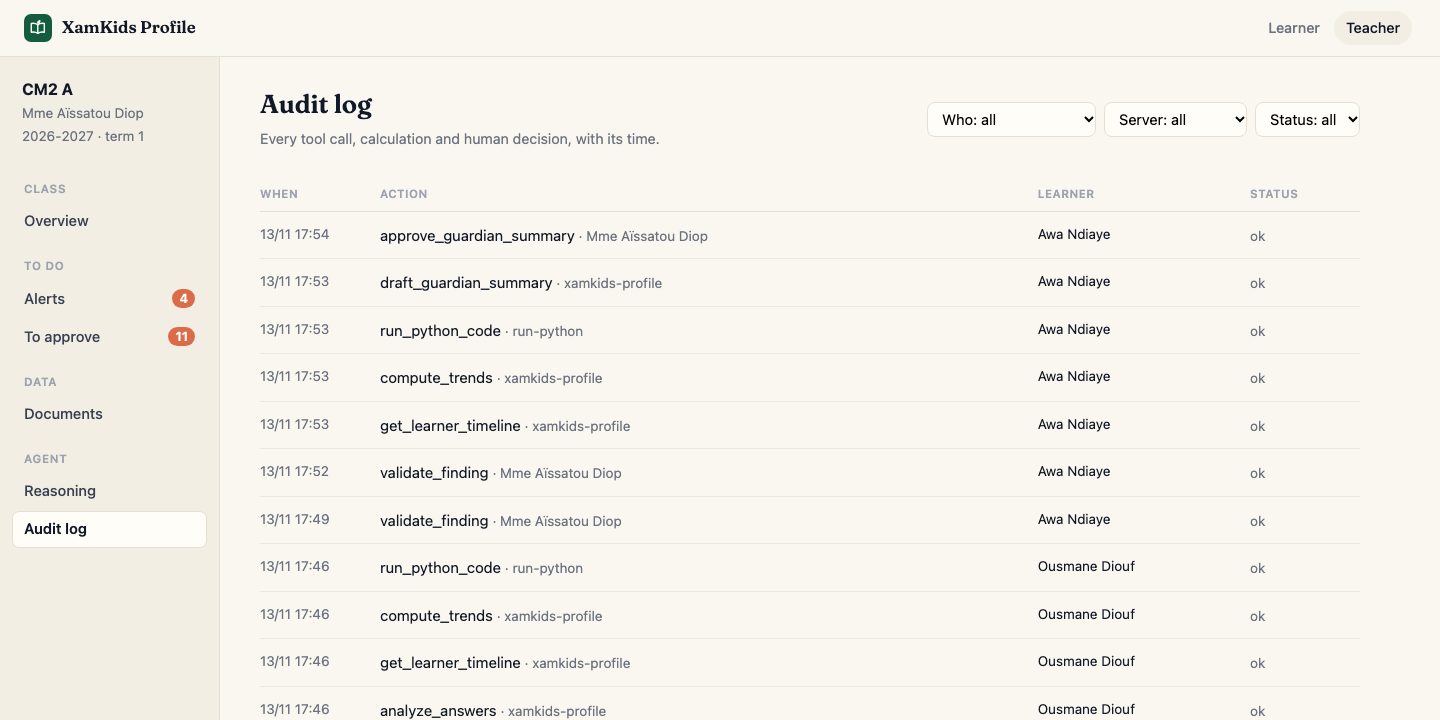 XamKids Profile
Learner Teacher
CM2 A
Mme Aïssatou Diop
2026-2027 · term 1
CLASS
Overview
TO DO
Alerts 4
To approve 11
DATA
Documents
AGENT
Reasoning
Audit log
Audit log
Every tool call, calculation and human decision, with its time.
Who: all Server: all Status: all
WHEN ACTION LEARNER STATUS
13/11 17:54 approve_guardian_summary · Mme Aïssatou Diop Awa Ndiaye ok
13/11 17:53 draft_guardian_summary · xamkids-profile Awa Ndiaye ok
13/11 17:53 run_python_code · run-python Awa Ndiaye ok
13/11 17:53 compute_trends · xamkids-profile Awa Ndiaye ok
13/11 17:53 get_learner_timeline · xamkids-profile Awa Ndiaye ok
13/11 17:52 validate_finding · Mme Aïssatou Diop Awa Ndiaye ok
13/11 17:49 validate_finding · Mme Aïssatou Diop Awa Ndiaye ok
13/11 17:46 run_python_code · run-python Ousmane Diouf ok
13/11 17:46 compute_trends · xamkids-profile Ousmane Diouf ok
13/11 17:46 get_learner_timeline · xamkids-profile Ousmane Diouf ok
13/11 17:46 analyze_answers · xamkids-profile Ousmane Diouf ok